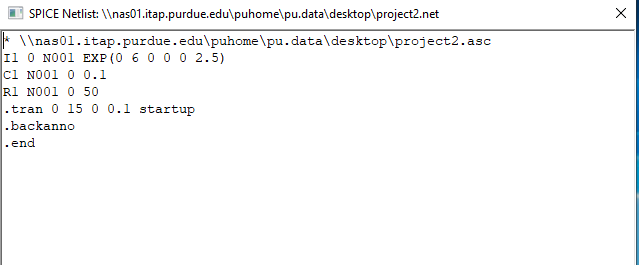 SPICE Netlist: \\nas01.itap.purdue.edu\puhome\pu.data\desktop\project2.net
* \\nas01.itap.purdue.edu\puhome\pu.data\desktop\project2.asc
I1 0 N001 EXP(0 6 0 0 0 2.5)
C1 N001 0 0.1
R1 N001 0 50
.tran 0 15 0 0.1 startup
.backanno
.end